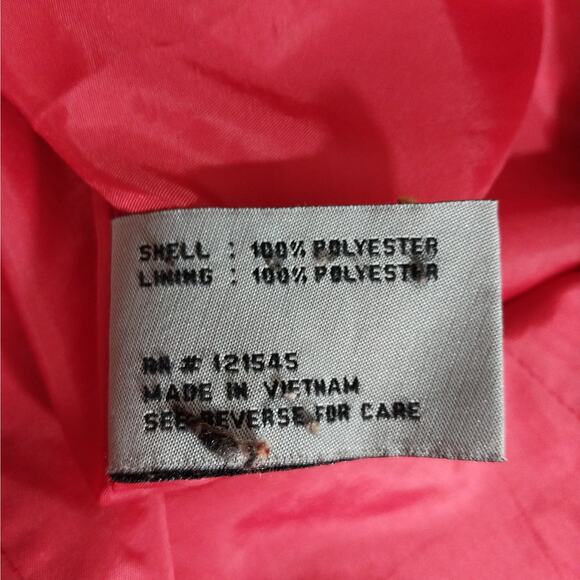 SHELL : 100% POLYESTER
LINING : 100% POLYESTER
RN # 121545
MADE IN VIETNAM
SEE REVERSE FOR CARE